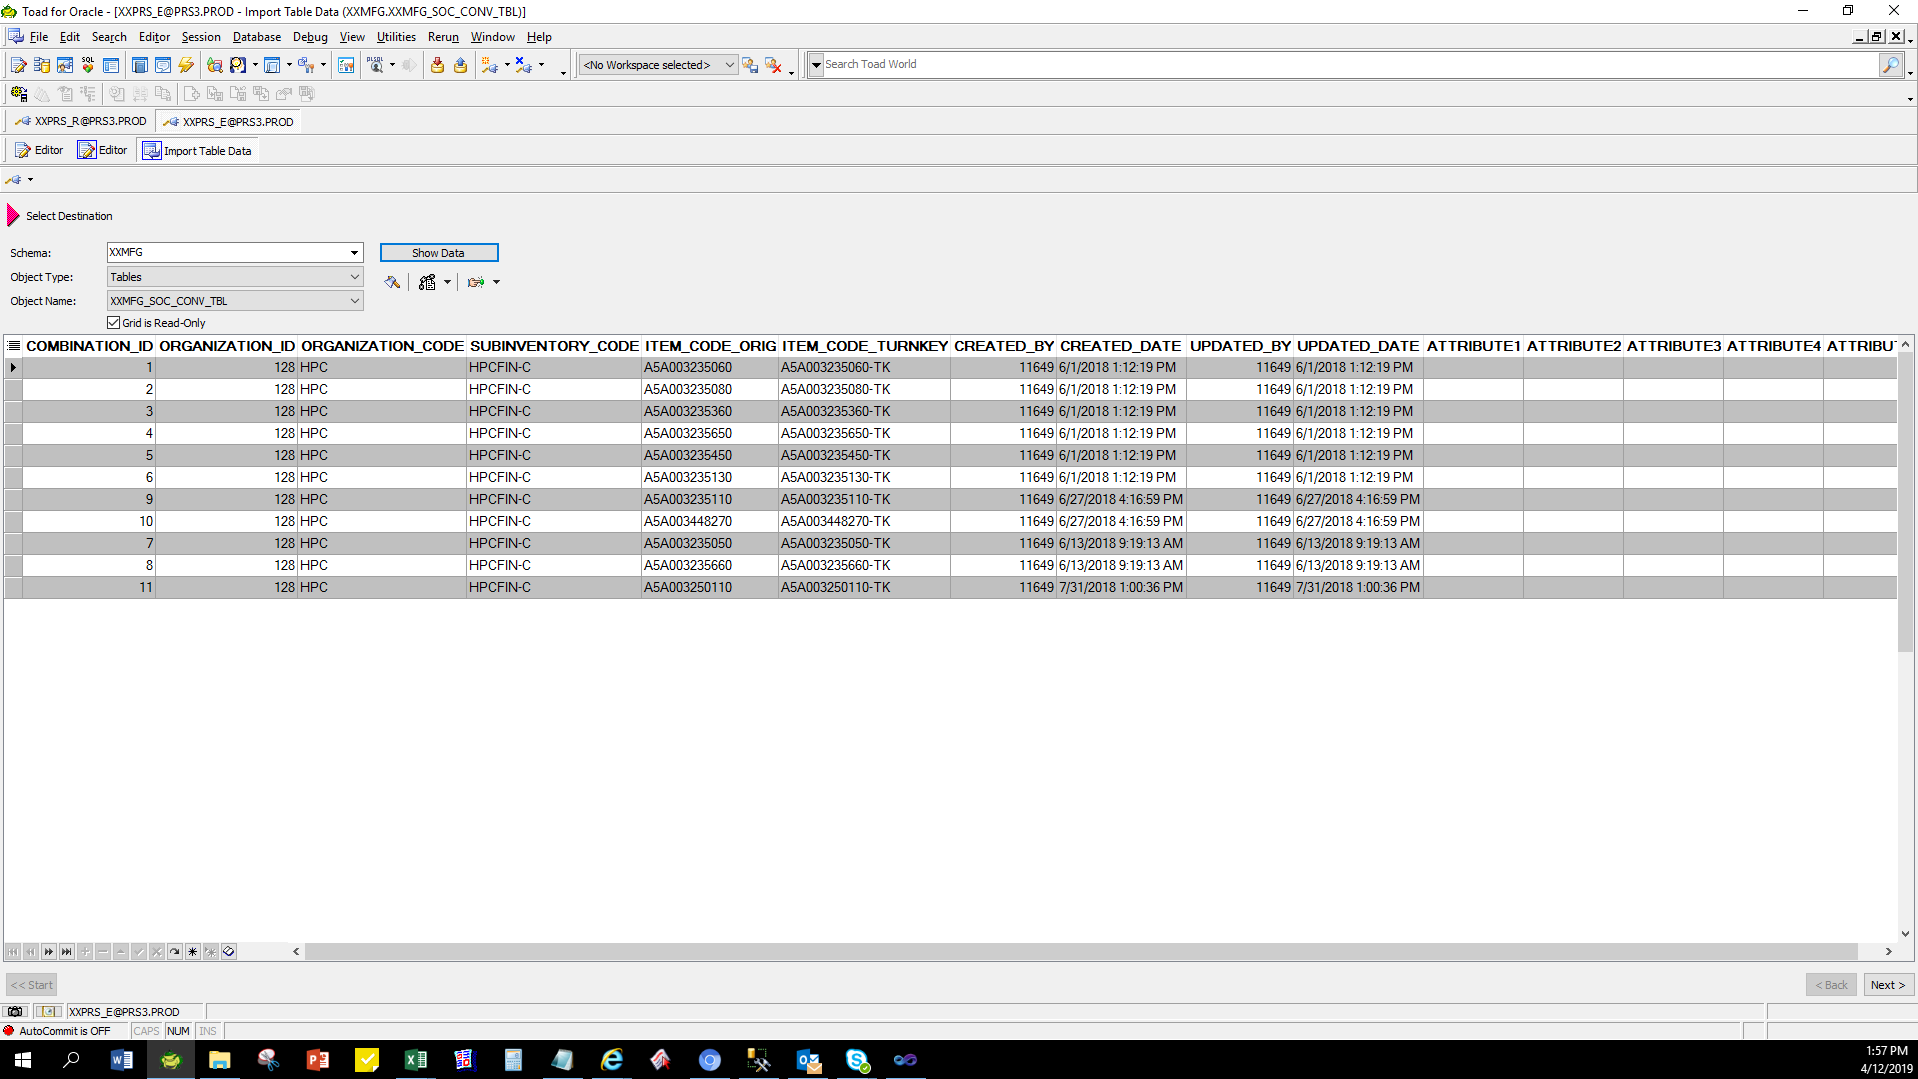 Toad for Oracle - [XXPRS_E@PRS3.PROD - Import Table Data (XXMFG.XXMFG_SOC_CONV_TBL)]
File Edit Search Editor Session Database Debug View Utilities Rerun Window Help
SQL PLSQL <No Workspace selected> Search Toad World
XXPRS_R@PRS3.PROD XXPRS_E@PRS3.PROD
Editor Editor Import Table Data
Select Destination
Schema: XXMFG Show Data
Object Type: Tables
Object Name: XXMFG_SOC_CONV_TBL
Grid is Read-Only
COMBINATION_ID ORGANIZATION_ID ORGANIZATION_CODE SUBINVENTORY_CODE ITEM_CODE_ORIG ITEM_CODE_TURNKEY CREATED_BY CREATED_DATE UPDATED_BY UPDATED_DATE ATTRIBUTE1 ATTRIBUTE2 ATTRIBUTE3 ATTRIBUTE4 ATTRIBUT
1 128 HPC HPCFIN-C A5A003235060 A5A003235060-TK 11649 6/1/2018 1:12:19 PM 11649 6/1/2018 1:12:19 PM
2 128 HPC HPCFIN-C A5A003235080 A5A003235080-TK 11649 6/1/2018 1:12:19 PM 11649 6/1/2018 1:12:19 PM
3 128 HPC HPCFIN-C A5A003235360 A5A003235360-TK 11649 6/1/2018 1:12:19 PM 11649 6/1/2018 1:12:19 PM
4 128 HPC HPCFIN-C A5A003235650 A5A003235650-TK 11649 6/1/2018 1:12:19 PM 11649 6/1/2018 1:12:19 PM
5 128 HPC HPCFIN-C A5A003235450 A5A003235450-TK 11649 6/1/2018 1:12:19 PM 11649 6/1/2018 1:12:19 PM
6 128 HPC HPCFIN-C A5A003235130 A5A003235130-TK 11649 6/1/2018 1:12:19 PM 11649 6/1/2018 1:12:19 PM
9 128 HPC HPCFIN-C A5A003235110 A5A003235110-TK 11649 6/27/2018 4:16:59 PM 11649 6/27/2018 4:16:59 PM
10 128 HPC HPCFIN-C A5A003448270 A5A003448270-TK 11649 6/27/2018 4:16:59 PM 11649 6/27/2018 4:16:59 PM
7 128 HPC HPCFIN-C A5A003235050 A5A003235050-TK 11649 6/13/2018 9:19:13 AM 11649 6/13/2018 9:19:13 AM
8 128 HPC HPCFIN-C A5A003235660 A5A003235660-TK 11649 6/13/2018 9:19:13 AM 11649 6/13/2018 9:19:13 AM
11 128 HPC HPCFIN-C A5A003250110 A5A003250110-TK 11649 7/31/2018 1:00:36 PM 11649 7/31/2018 1:00:36 PM
<< Start < Back Next >
XXPRS_E@PRS3.PROD
AutoCommit is OFF CAPS NUM INS
1:57 PM
4/12/2019